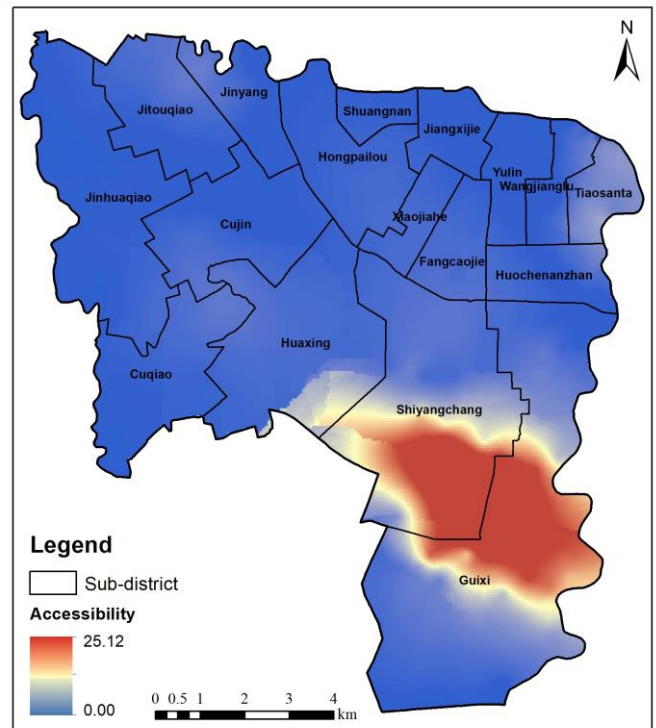 N
Jinyang
Jitouqiao
Shuangnan
Jiangxijie
Hongpailou
Yulin
Wangjianglu
Tiaosanta
Jinhuaqiao
Xiaojiahe
Cujin
Fangcaojie
Huochenanzhan
Huaxing
Cuqiao
Shiyangchang
Guixi
Legend
Sub-district
Accessibility
25.12
0.00
0 0.5 1 2 3 4
km